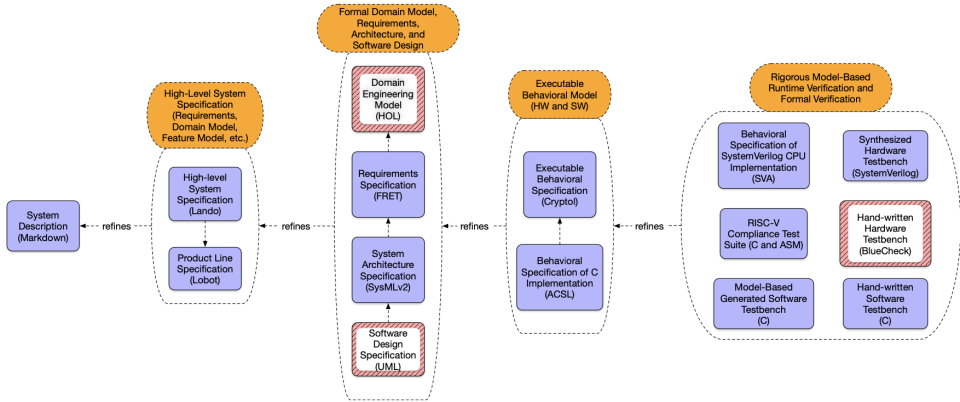 System
Description
(Markdown)
refines
High-Level System
Specification
(Requirements,
Domain Model,
Feature Model, etc.)
High-level
System
Specification
(Lando)
Product Line
Specification
(Lobot)
refines
Formal Domain Model,
Requirements,
Architecture, and
Software Design
Domain
Engineering
Model
(HOL)
Requirements
Specification
(FRET)
System
Architecture
Specification
(SysMLv2)
Software
Design
Specification
(UML)
refines
Executable
Behavioral Model
(HW and SW)
Executable
Behavioral
Specification
(Cryptol)
Behavioral
Specification of C
Implementation
(ACSL)
refines
Rigorous Model-Based
Runtime Verification and
Formal Verification
Behavioral
Specification of
SystemVerilog CPU
Implementation
(SVA)
Synthesized
Hardware
Testbench
(SystemVerilog)
RISC-V
Compliance Test
Suite (C and ASM)
Hand-written
Hardware
Testbench
(BlueCheck)
Model-Based
Generated Software
Testbench
(C)
Hand-written
Software
Testbench
(C)